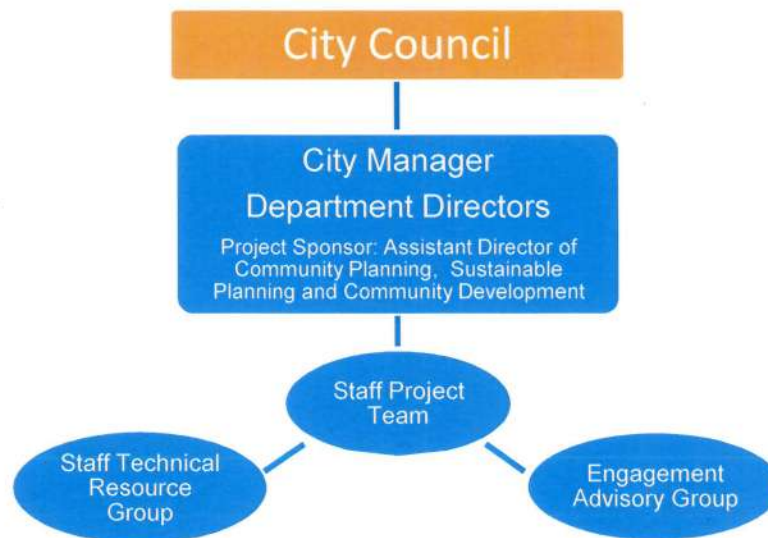 City Council
City Manager
Department Directors
Project Sponsor: Assistant Director of
Community Planning, Sustainable
Planning and Community Development
Staff Project
Team
Staff Technical
Resource
Group
Engagement
Advisory Group